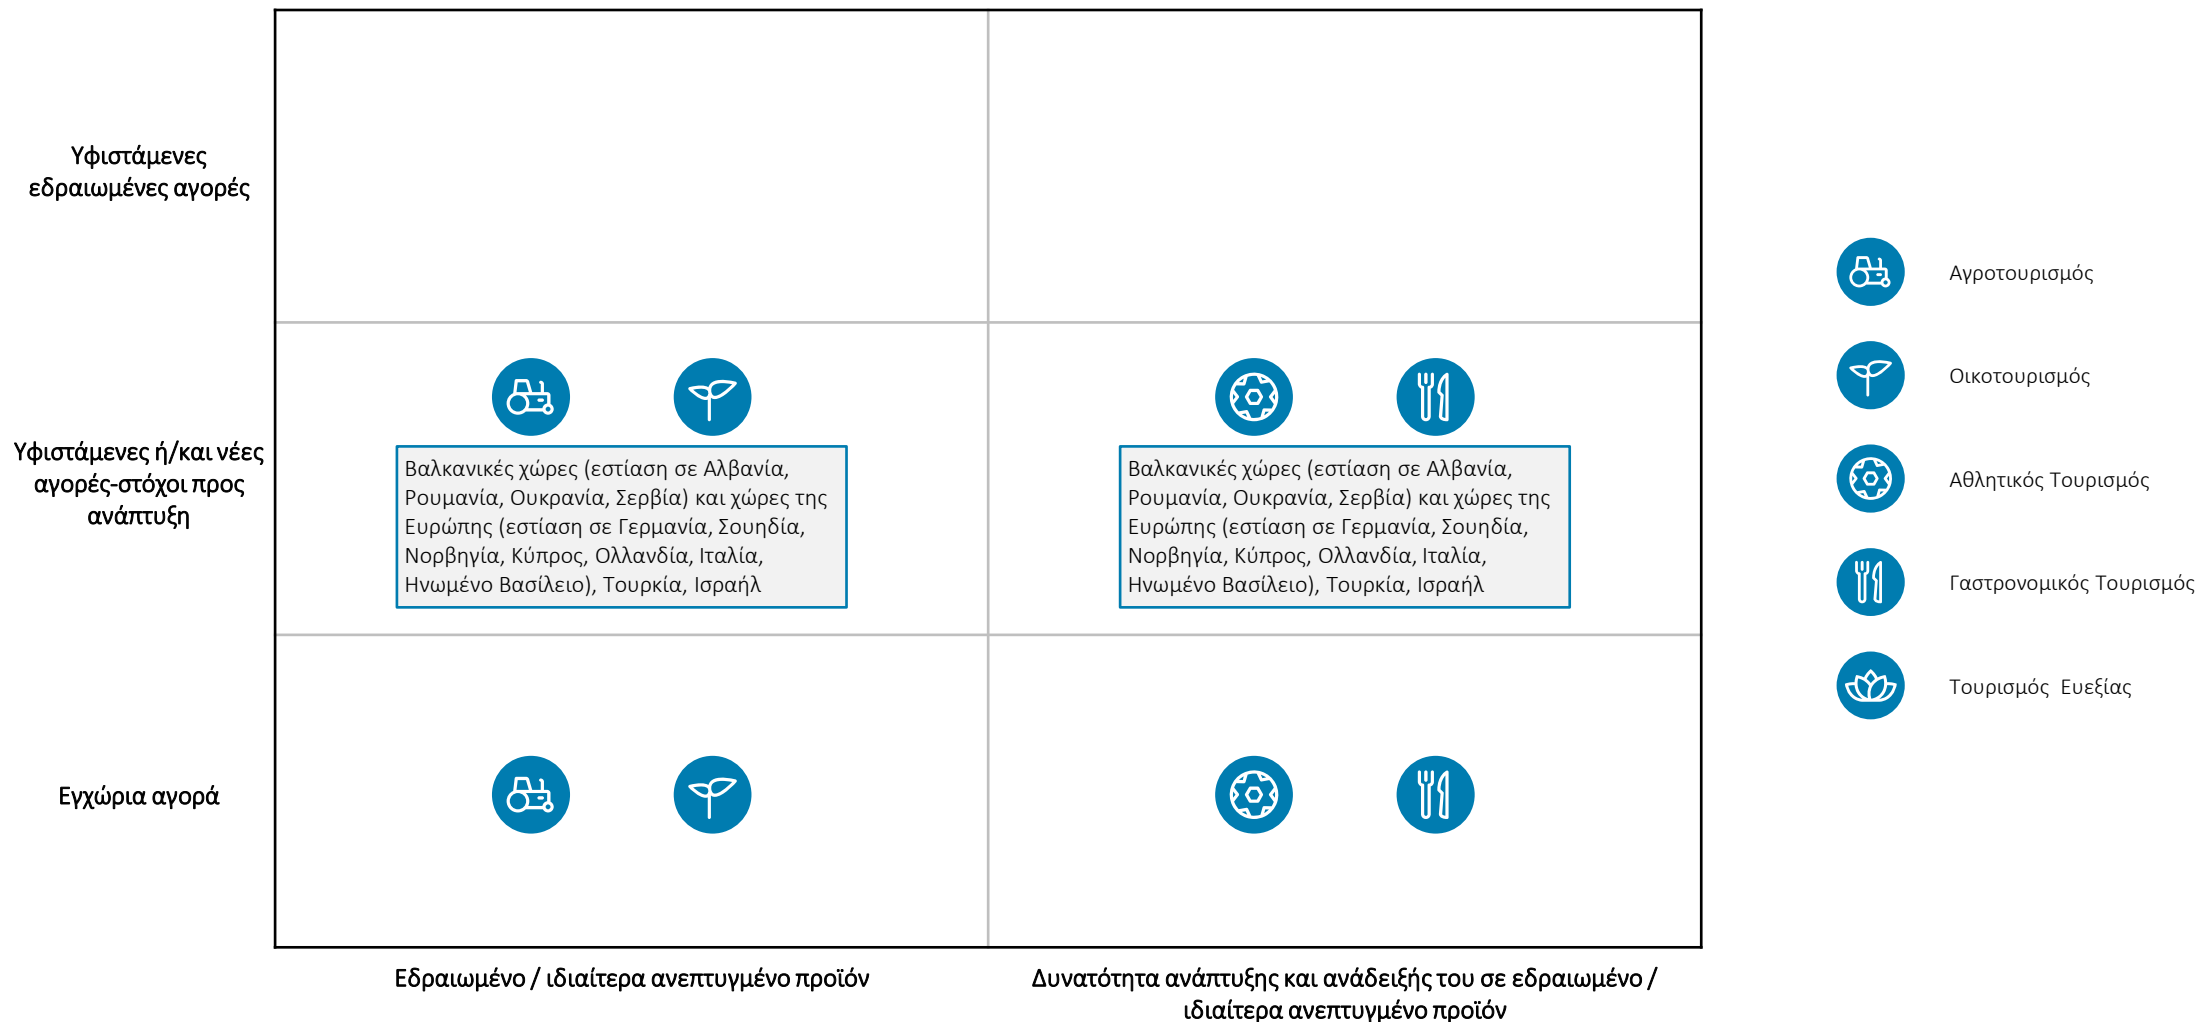 Υφιστάμενες
εδραιωμένες αγορές
Υφιστάμενες ή/και νέες
αγορές-στόχοι προς
ανάπτυξη
Βαλκανικές χώρες (εστίαση σε Αλβανία,
Ρουμανία, Ουκρανία, Σερβία) και χώρες της
Ευρώπης (εστίαση σε Γερμανία, Σουηδία,
Νορβηγία, Κύπρος, Ολλανδία, Ιταλία,
Ηνωμένο Βασίλειο), Τουρκία, Ισραήλ
Βαλκανικές χώρες (εστίαση σε Αλβανία,
Ρουμανία, Ουκρανία, Σερβία) και χώρες της
Ευρώπης (εστίαση σε Γερμανία, Σουηδία,
Νορβηγία, Κύπρος, Ολλανδία, Ιταλία,
Ηνωμένο Βασίλειο), Τουρκία, Ισραήλ
Εγχώρια αγορά
Εδραιωμένο / ιδιαίτερα ανεπτυγμένο προϊόν
Δυνατότητα ανάπτυξης και ανάδειξής του σε εδραιωμένο /
ιδιαίτερα ανεπτυγμένο προϊόν
Αγροτουρισμός
Οικοτουρισμός
Αθλητικός Τουρισμός
Γαστρονομικός Τουρισμός
Τουρισμός Ευεξίας